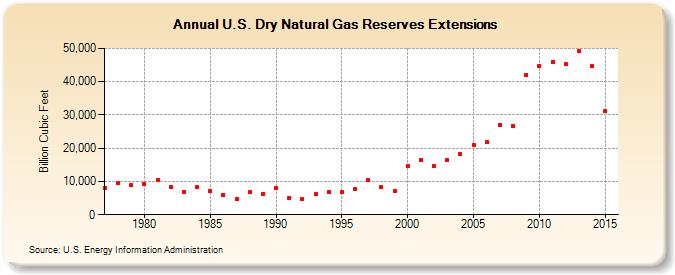 Annual U.S. Dry Natural Gas Reserves Extensions
Billion Cubic Feet
50,000
40,000
30,000
20,000
10,000
0
1980 1985 1990 1995 2000 2005 2010 2015
Source: U.S. Energy Information Administration